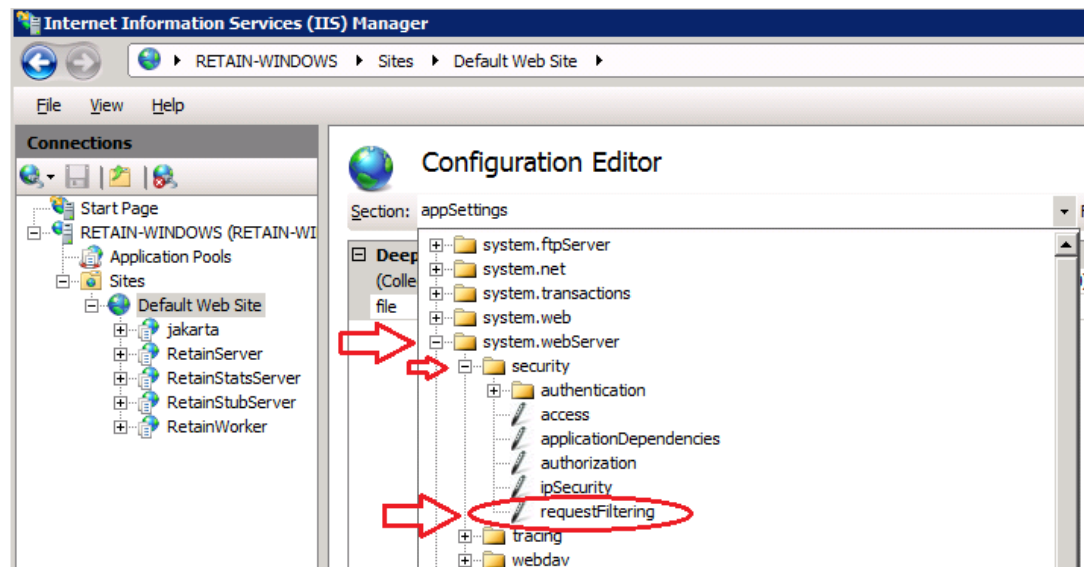 Internet Information Services (IIS) Manager
RETAIN-WINDOWS Sites Default Web Site
File View Help
Connections
Start Page
RETAIN-WINDOWS (RETAIN-WI
Application Pools
Sites
Default Web Site
jakarta
RetainServer
RetainStatsServer
RetainStubServer
RetainWorker
Configuration Editor
Section: appSettings
Deep
(Colle
file
system.ftpServer
system.net
system.transactions
system.web
system.webServer
security
authentication
access
applicationDependencies
authorization
ipSecurity
requestFiltering
tracing
webdav